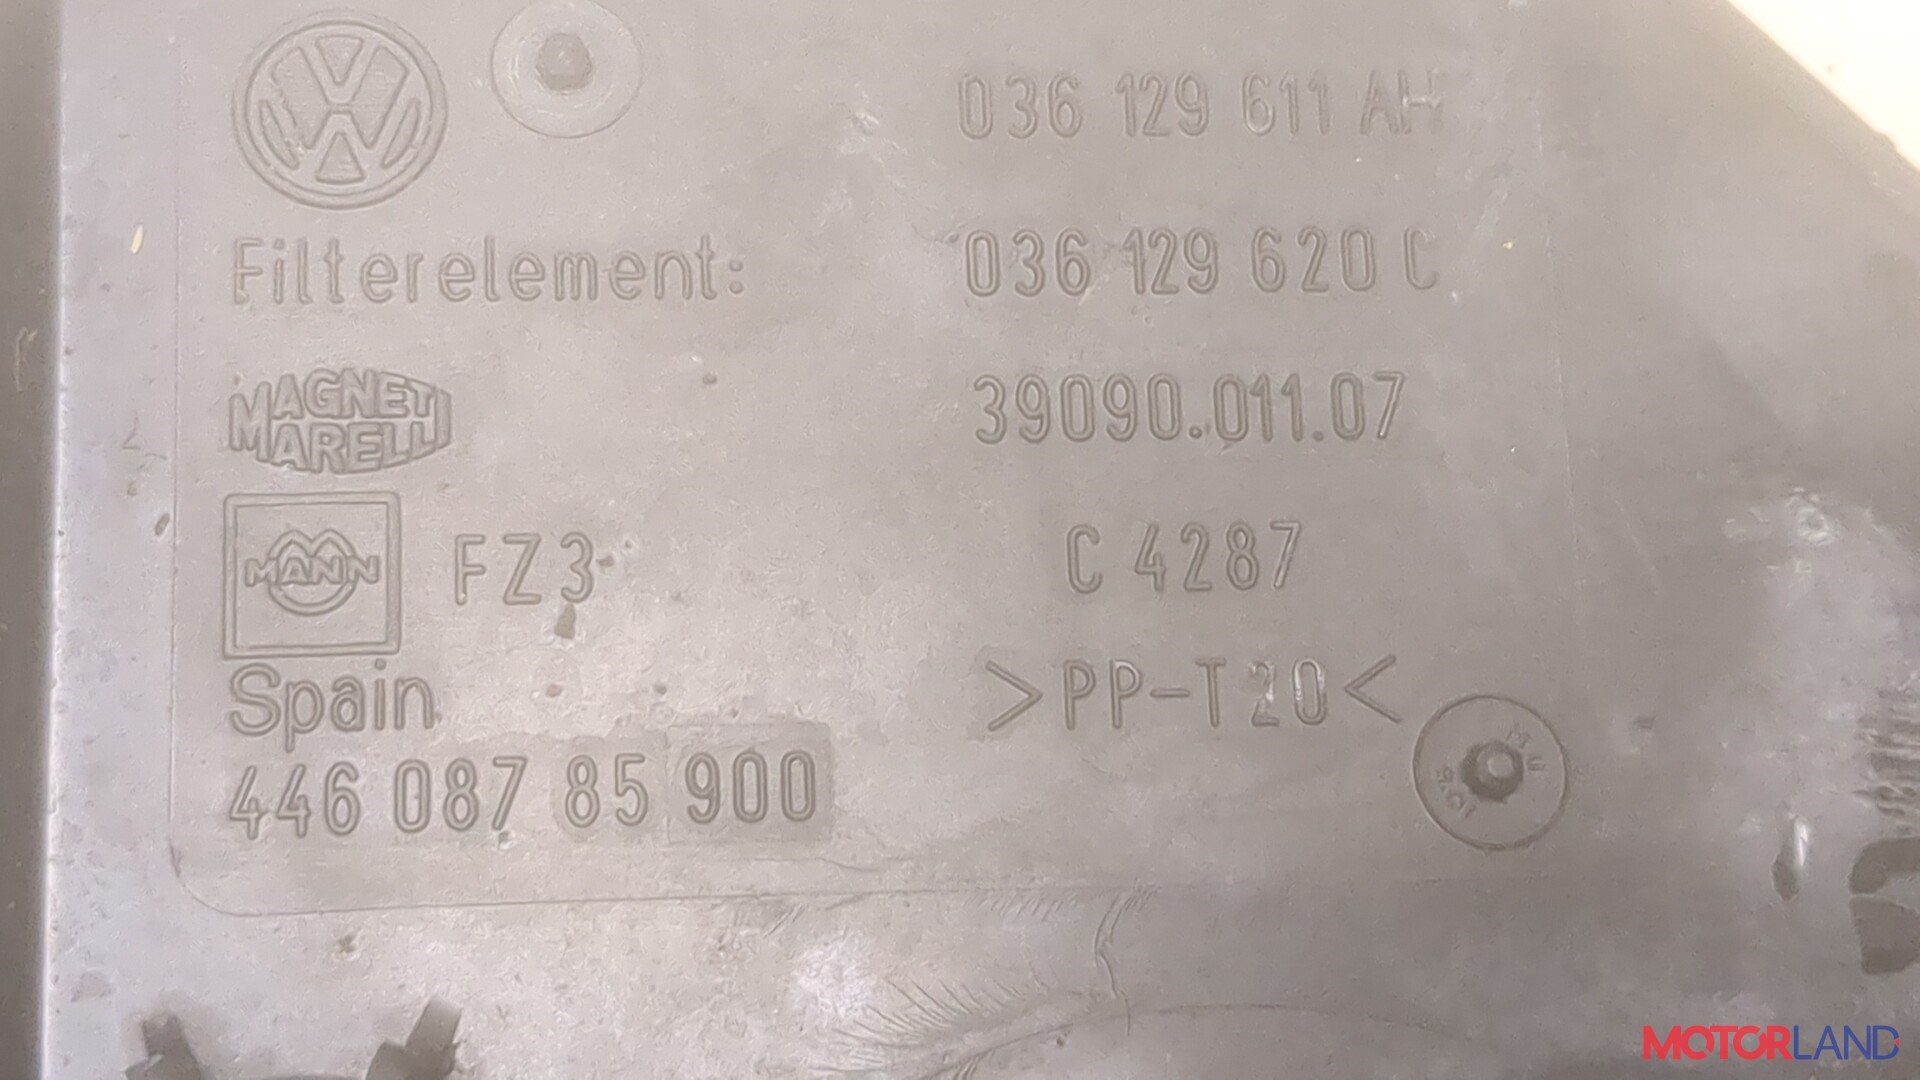 036 129 611 AH
Filterelement: 036 129 620 C
MAGNETI MARELLI 39090.011.07
MANN FZ3 C 4287
Spain >PP-T20<
446 087 85 900
MOTORLAND